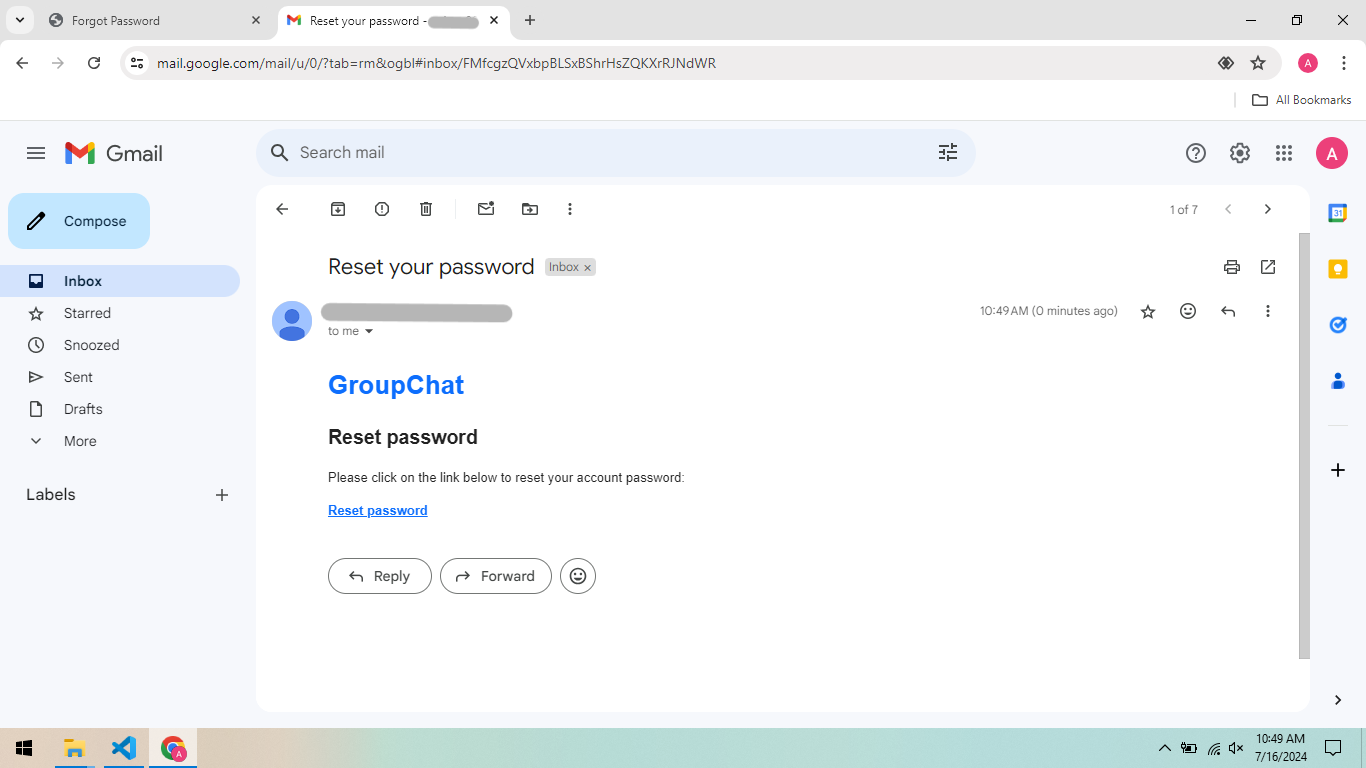 Forgot Password
Reset your password -
mail.google.com/mail/u/0/?tab=rm&ogbl#inbox/FMfcgzQVxbpBLSxBShrHsZQKXrRJNdWR
A
All Bookmarks
Gmail
Search mail
A
Compose
1 of 7
31
Inbox
Starred
Snoozed
Sent
Drafts
More
Labels
Reset your password
Inbox ×
10:49 AM (0 minutes ago)
to me
GroupChat
Reset password
Please click on the link below to reset your account password:
Reset password
Reply
Forward
A
10:49 AM
7/16/2024